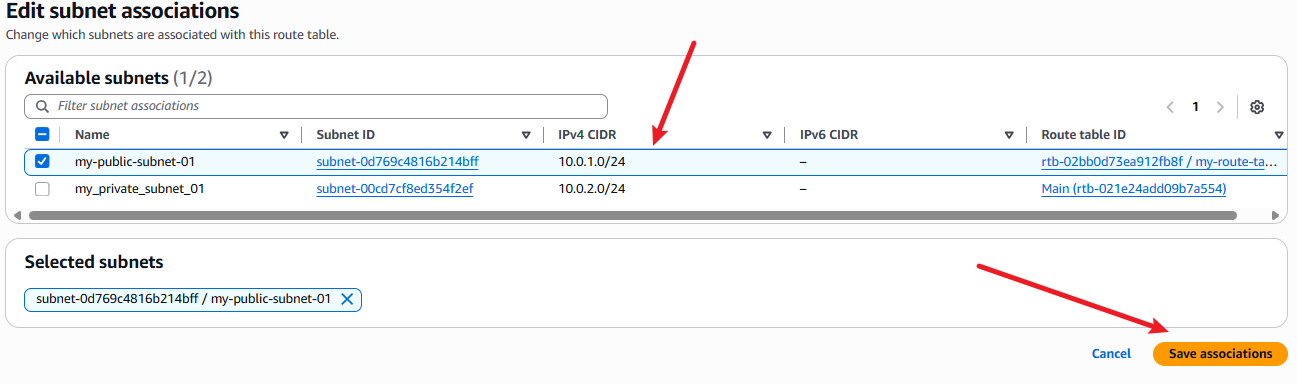 Edit subnet associations
Change which subnets are associated with this route table.
Available subnets (1/2)
Filter subnet associations
1
Name Subnet ID IPv4 CIDR IPv6 CIDR Route table ID
my-public-subnet-01 subnet-0d769c4816b214bff 10.0.1.0/24 – rtb-02bb0d73ea912fb8f / my-route-ta...
my_private_subnet_01 subnet-00cd7cf8ed354f2ef 10.0.2.0/24 – Main (rtb-021e24add09b7a554)
Selected subnets
subnet-0d769c4816b214bff / my-public-subnet-01
Cancel Save associations